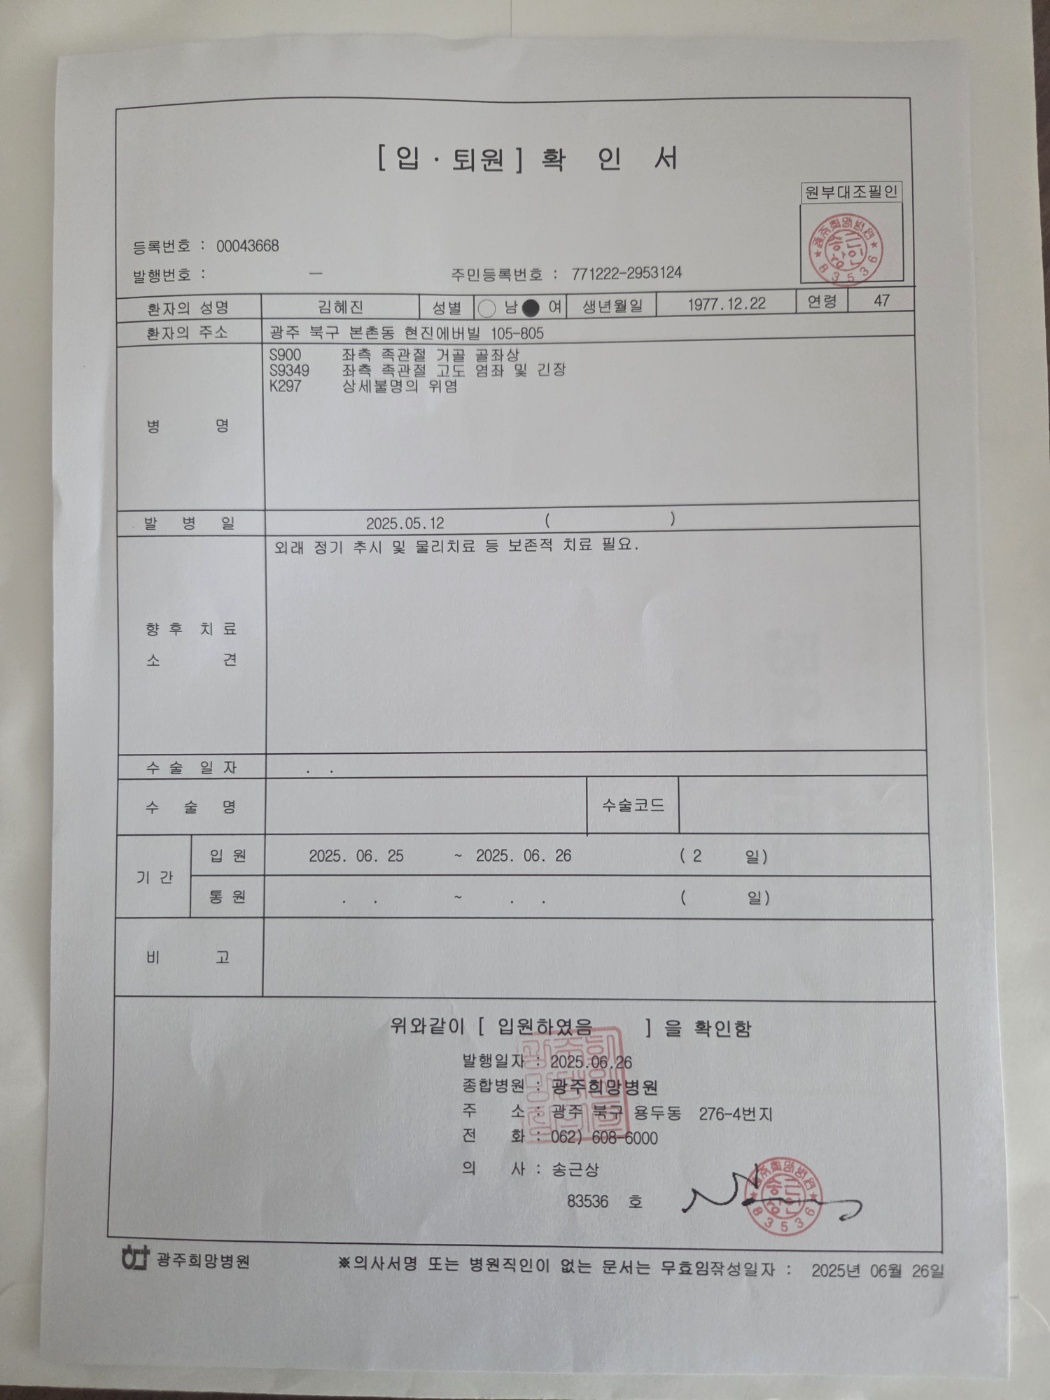 [ 입 · 퇴원 ] 확 인 서
원부대조필인
등록번호 : 00043668
발행번호 : — 주민등록번호 : 771222-2953124
환자의 성명 김혜진 성별 ○ 남 ● 여 생년월일 1977.12.22 연령 47
환자의 주소 광주 북구 본촌동 현진에버빌 105-805
병 명
S900 좌측 족관절 거골 골좌상
S9349 좌측 족관절 고도 염좌 및 긴장
K297 상세불명의 위염
발 병 일 2025.05.12 ( )
향 후 치 료
소 견
외래 정기 추시 및 물리치료 등 보존적 치료 필요.
수 술 일 자 . .
수 술 명 수술코드
기 간
입 원 2025. 06. 25 ~ 2025. 06. 26 ( 2 일)
통 원 . . ~ . . ( 일)
비 고
위와같이 [ 입원하였음 ] 을 확인함
발행일자 : 2025.06.26
종합병원 : 광주희망병원
주 소 : 광주 북구 용두동 276-4번지
전 화 : 062) 608-6000
의 사 : 송근상
83536 호
광주희망병원
83536
광주희망병원 ※의사서명 또는 병원직인이 없는 문서는 무효임작성일자 : 2025년 06월 26일